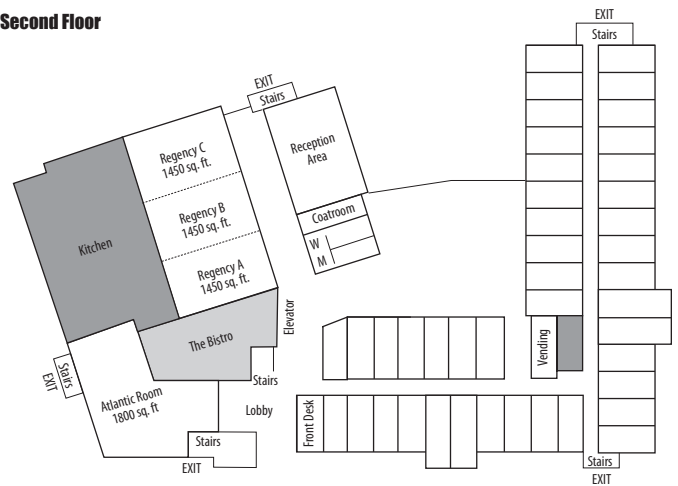 Second Floor
EXIT
Stairs
EXIT
Stairs
Regency C
1450 sq. ft.
Reception
Area
Regency B
1450 sq. ft.
Coatroom
W
M
Kitchen
Regency A
1450 sq. ft.
Elevator
The Bistro
Vending
Stairs
EXIT
Stairs
Atlantic Room
1800 sq. ft
Lobby
Front Desk
Stairs
EXIT
Stairs
EXIT